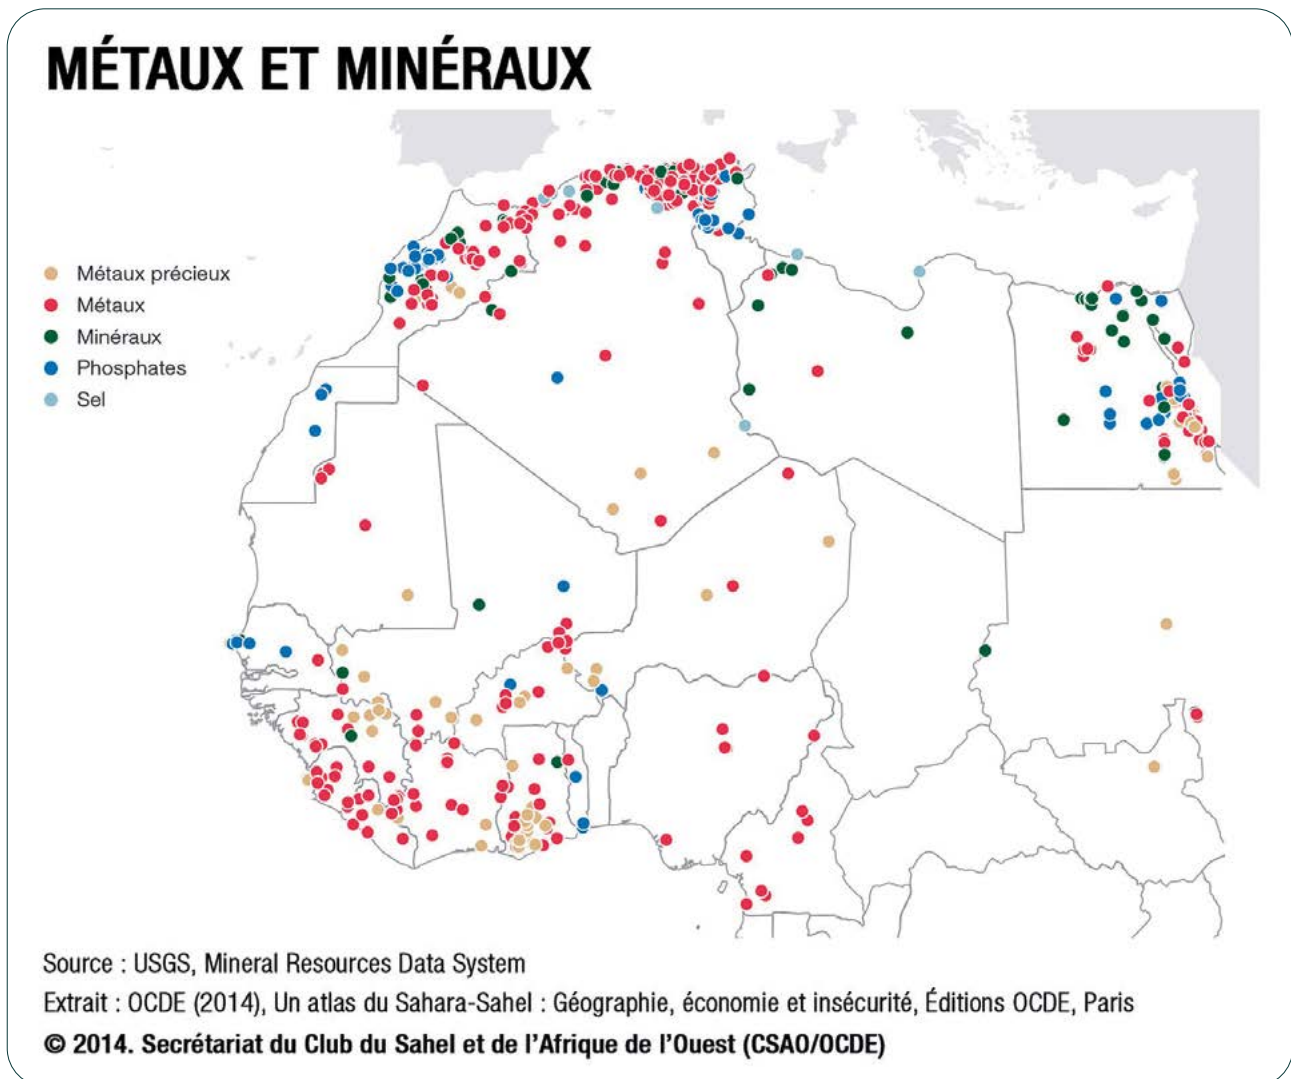 MÉTAUX ET MINÉRAUX
Métaux précieux
Métaux
Minéraux
Phosphates
Sel
Source : USGS, Mineral Resources Data System
Extrait : OCDE (2014), Un atlas du Sahara-Sahel : Géographie, économie et insécurité, Éditions OCDE, Paris
© 2014. Secrétariat du Club du Sahel et de l'Afrique de l'Ouest (CSAO/OCDE)